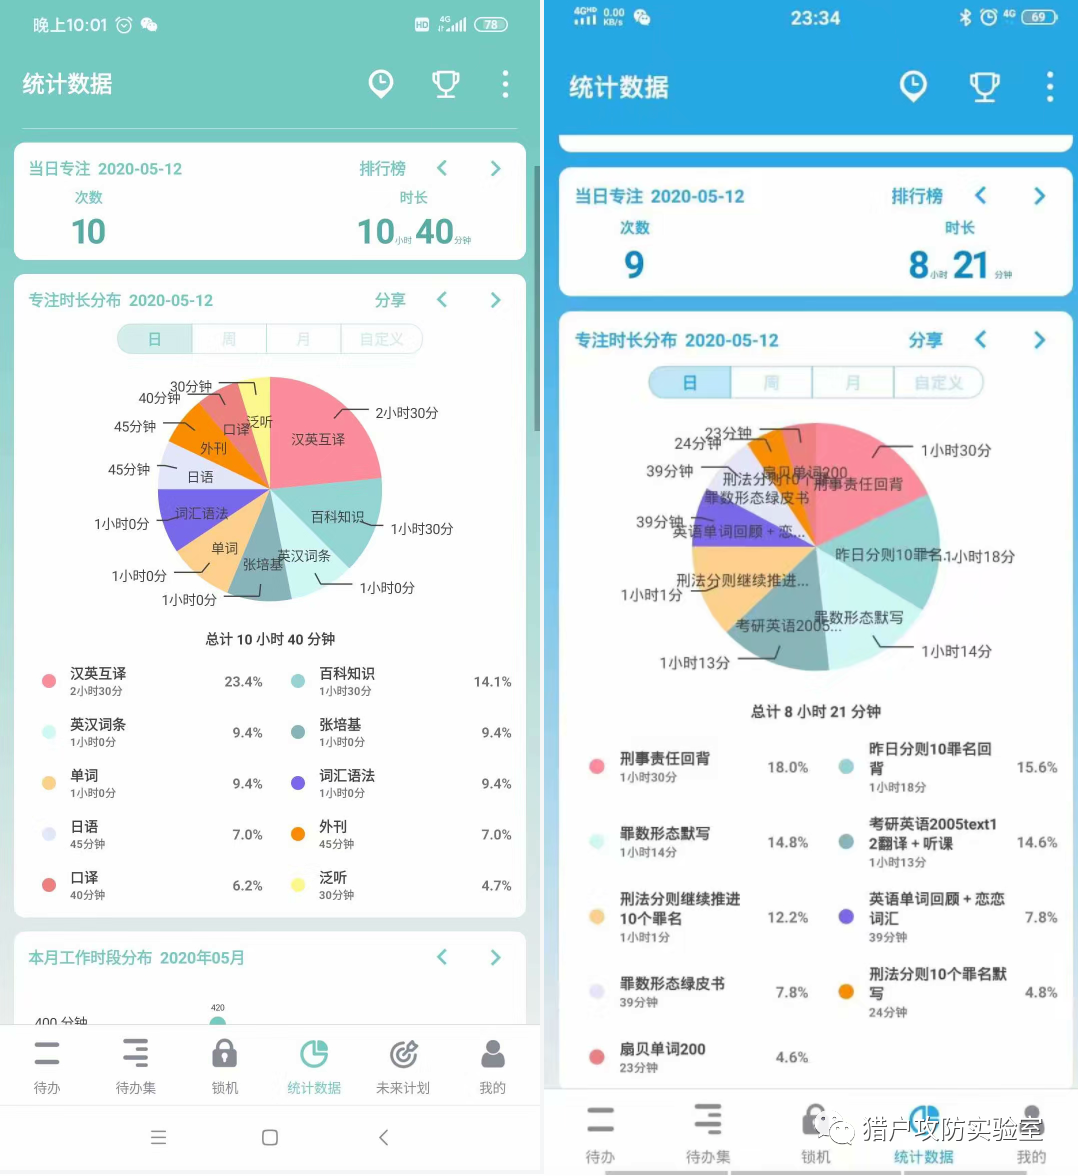 晚上10:01
HD 4G 78
统计数据
当日专注 2020-05-12 排行榜
次数 时长
10 10小时40分钟
专注时长分布 2020-05-12 分享
日 周 月 自定义
30分钟
40分钟
45分钟
45分钟
1小时0分
1小时0分
1小时0分
2小时30分
1小时30分
1小时0分
泛听
口译
外刊
日语
词汇语法
单词
张培基
英汉词条
百科知识
汉英互译
总计 10 小时 40 分钟
汉英互译 23.4% 百科知识 14.1%
2小时30分 1小时30分
英汉词条 9.4% 张培基 9.4%
1小时0分 1小时0分
单词 9.4% 词汇语法 9.4%
1小时0分 1小时0分
日语 7.0% 外刊 7.0%
45分钟 45分钟
口译 6.2% 泛听 4.7%
40分钟 30分钟
本月工作时段分布 2020年05月
420
400 分钟
待办 待办集 锁机 统计数据 未来计划 我的
4GHD 0.00 KB/s 23:34 4G 69
统计数据
当日专注 2020-05-12 排行榜
次数 时长
9 8小时21分钟
专注时长分布 2020-05-12 分享
日 周 月 自定义
23分钟
24分钟
39分钟
39分钟
1小时1分
1小时13分
1小时30分
1小时18分
1小时14分
扇贝单词200
刑法分则10个罪
刑事责任回背
罪数形态绿皮书
英语单词回顾 + 恋...
昨日分则10罪名...
刑法分则继续推进...
罪数形态默写
考研英语2005...
总计 8 小时 21 分钟
刑事责任回背 18.0%
1小时30分
昨日分则10罪名回
背 15.6%
1小时18分
罪数形态默写 14.8%
1小时14分
考研英语2005text1
2翻译 + 听课 14.6%
1小时13分
刑法分则继续推进
10个罪名 12.2%
1小时1分
英语单词回顾 + 恋恋
词汇 7.8%
39分钟
罪数形态绿皮书 7.8%
39分钟
刑法分则10个罪名默
写 4.8%
24分钟
扇贝单词200 4.6%
23分钟
待办 待办集 锁机 统计数据 我的
猎户攻防实验室